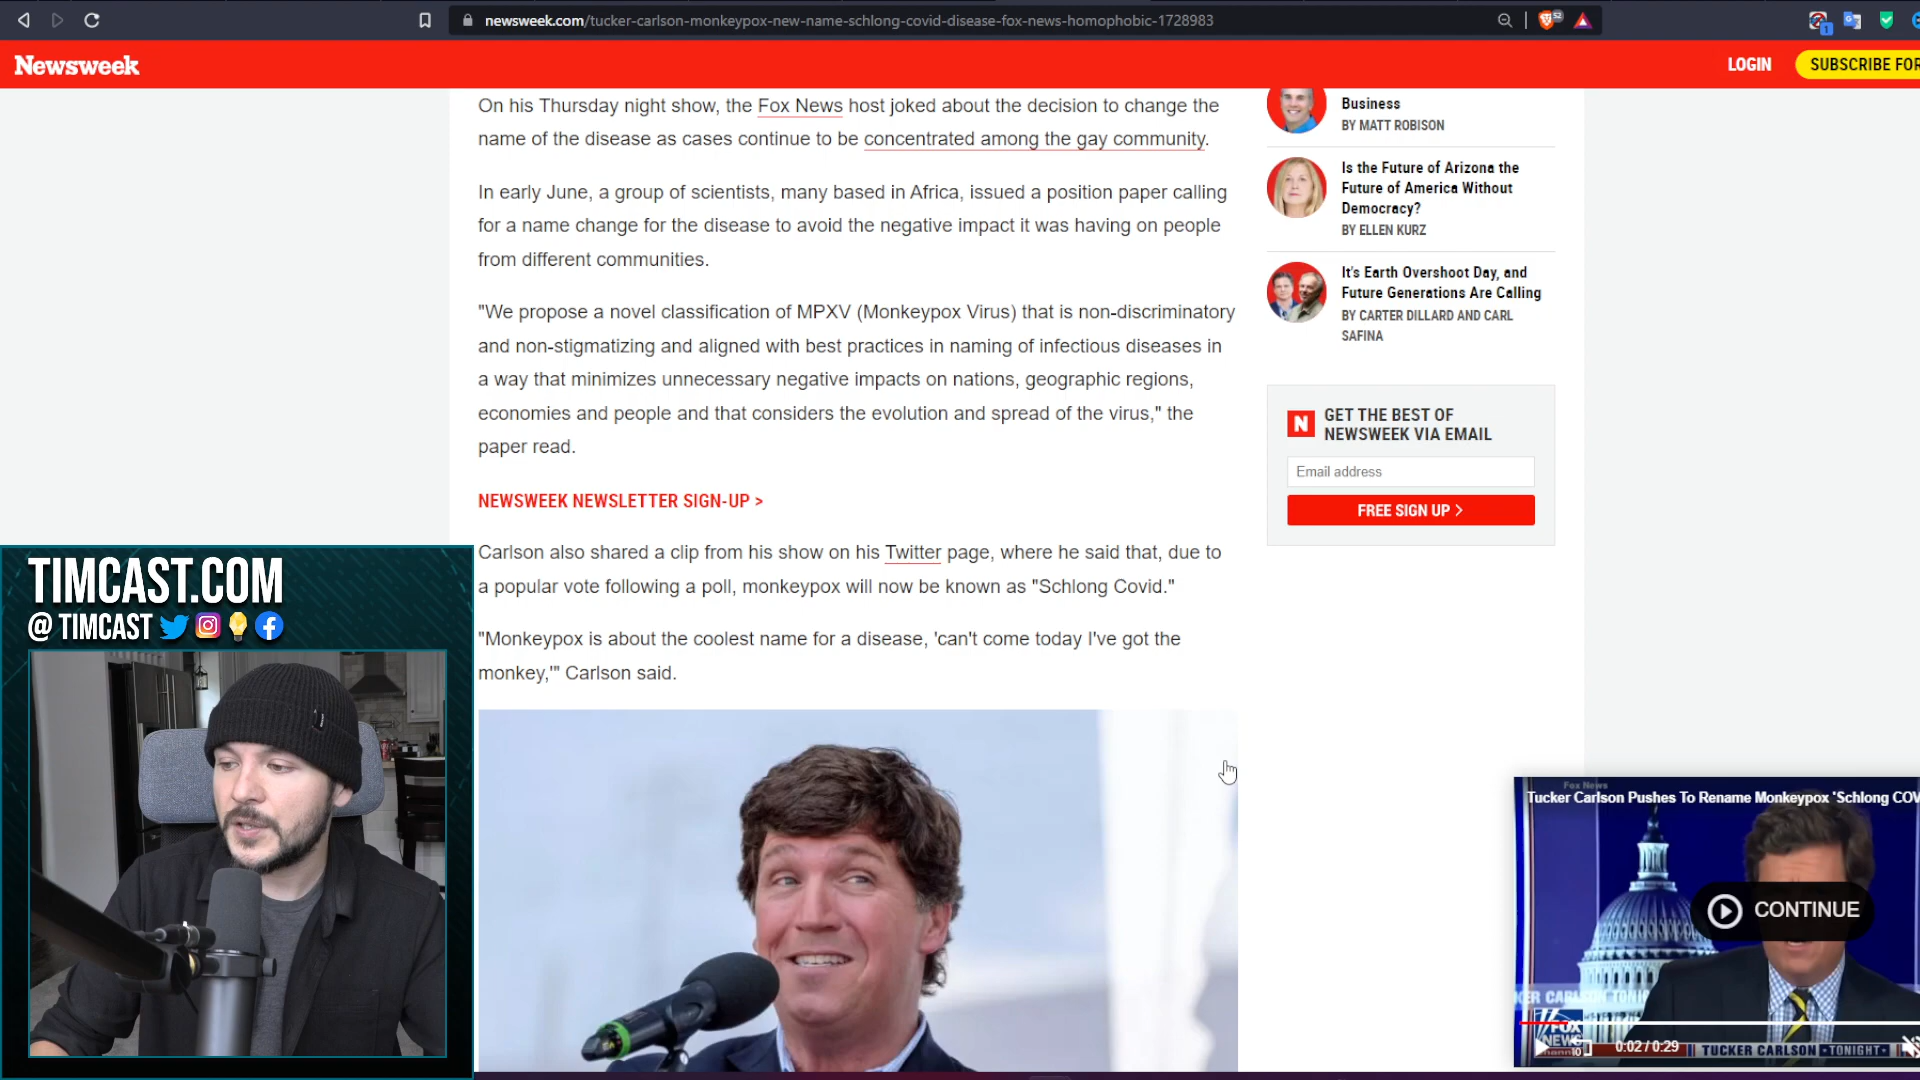 newsweek.com/tucker-carlson-monkeypox-new-name-schlong-covid-disease-fox-news-homophobic-1728983
Newsweek
LOGIN
SUBSCRIBE FOR
On his Thursday night show, the Fox News host joked about the decision to change the
name of the disease as cases continue to be concentrated among the gay community.
In early June, a group of scientists, many based in Africa, issued a position paper calling
for a name change for the disease to avoid the negative impact it was having on people
from different communities.
"We propose a novel classification of MPXV (Monkeypox Virus) that is non-discriminatory
and non-stigmatizing and aligned with best practices in naming of infectious diseases in
a way that minimizes unnecessary negative impacts on nations, geographic regions,
economies and people and that considers the evolution and spread of the virus," the
paper read.
NEWSWEEK NEWSLETTER SIGN-UP >
Carlson also shared a clip from his show on his Twitter page, where he said that, due to
a popular vote following a poll, monkeypox will now be known as "Schlong Covid."
"Monkeypox is about the coolest name for a disease, 'can't come today I've got the
monkey,'" Carlson said.
Business
BY MATT ROBISON
Is the Future of Arizona the
Future of America Without
Democracy?
BY ELLEN KURZ
It's Earth Overshoot Day, and
Future Generations Are Calling
BY CARTER DILLARD AND CARL
SAFINA
N
GET THE BEST OF
NEWSWEEK VIA EMAIL
Email address
FREE SIGN UP >
TIMCAST.COM
@ TIMCAST
Fox News
Tucker Carlson Pushes To Rename Monkeypox 'Schlong COV
CONTINUE
FOX
NEWS
0:02 / 0:29
TUCKER CARLSON TONIGHT